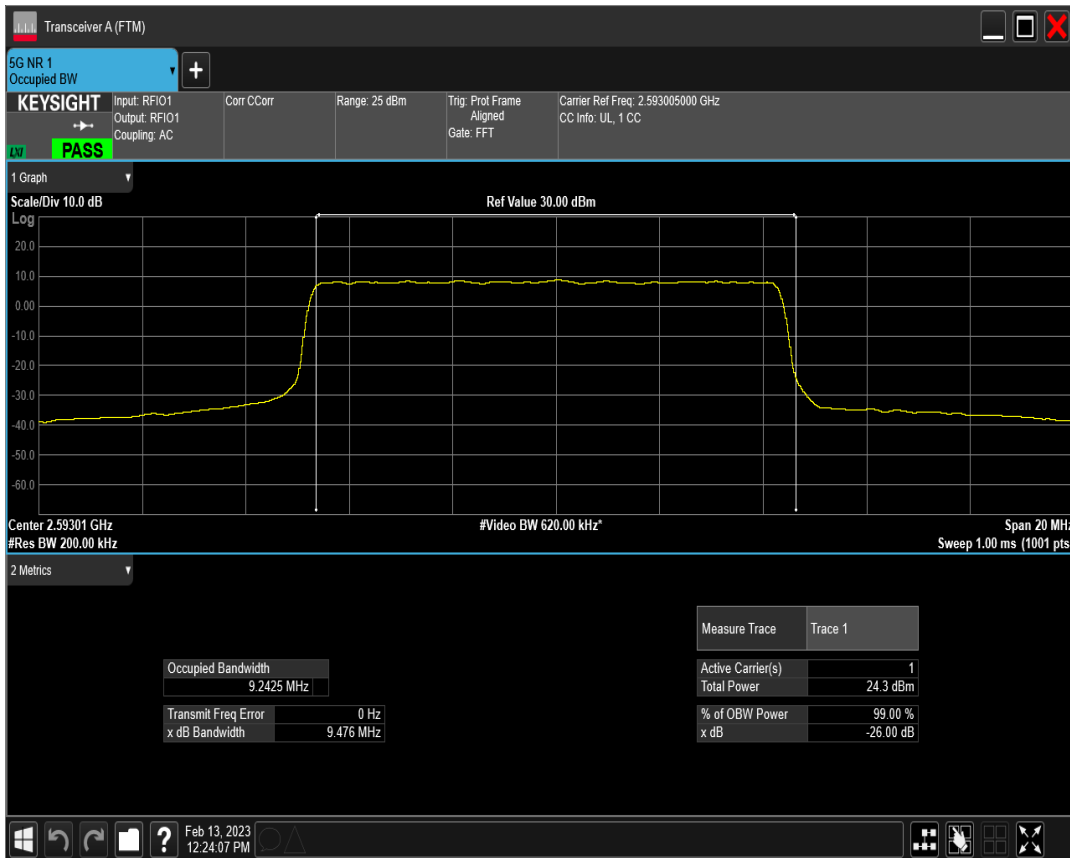 Transceiver A (FTM)
5G NR 1
Occupied BW
+
KEYSIGHT
LXI
PASS
Input: RFIO1
Output: RFIO1
Coupling: AC
Corr CCorr
Range: 25 dBm
Trig: Prot Frame
Aligned
Gate: FFT
Carrier Ref Freq: 2.593005000 GHz
CC Info: UL, 1 CC
1 Graph
Scale/Div 10.0 dB
Ref Value 30.00 dBm
Log
20.0
10.0
0.00
-10.0
-20.0
-30.0
-40.0
-50.0
-60.0
Center 2.59301 GHz
#Video BW 620.00 kHz*
Span 20 MHz
#Res BW 200.00 kHz
Sweep 1.00 ms (1001 pts
2 Metrics
Measure Trace Trace 1
Occupied Bandwidth
9.2425 MHz
Active Carrier(s) 1
Total Power 24.3 dBm
Transmit Freq Error 0 Hz
x dB Bandwidth 9.476 MHz
% of OBW Power 99.00 %
x dB -26.00 dB
?
Feb 13, 2023
12:24:07 PM